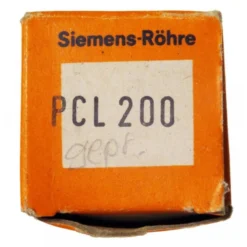 Siemens-Röhre
PCL 200
gepr.